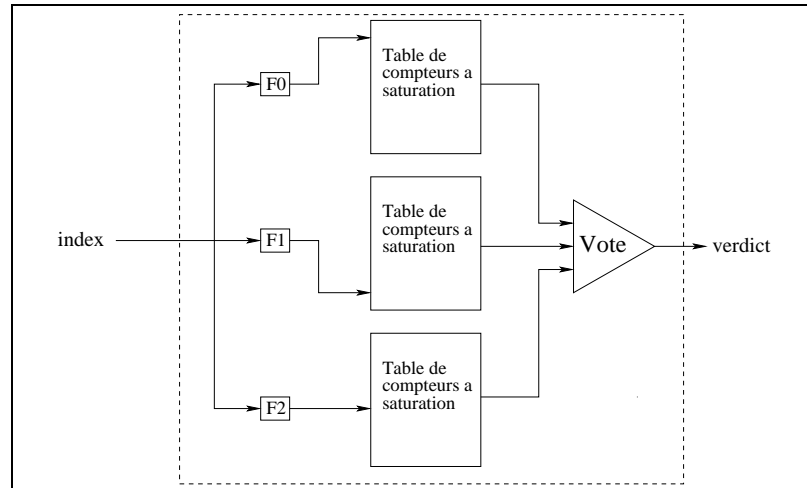 Table de
compteurs a
saturation
F0
Table de
compteurs a
saturation
index
F1
Vote
verdict
Table de
compteurs a
saturation
F2